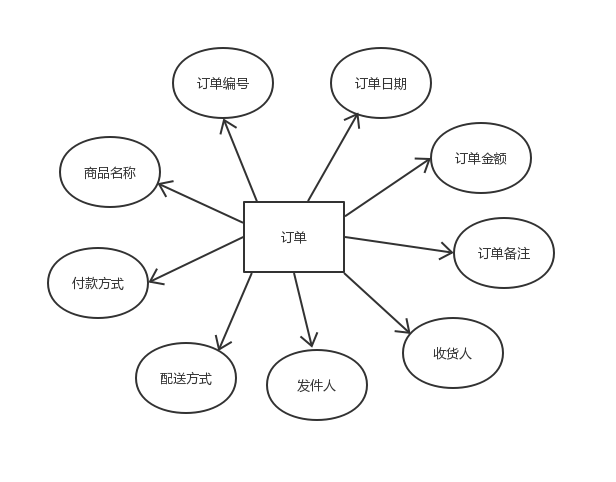 订单编号
订单日期
订单金额
商品名称
订单
订单备注
付款方式
收货人
配送方式
发件人